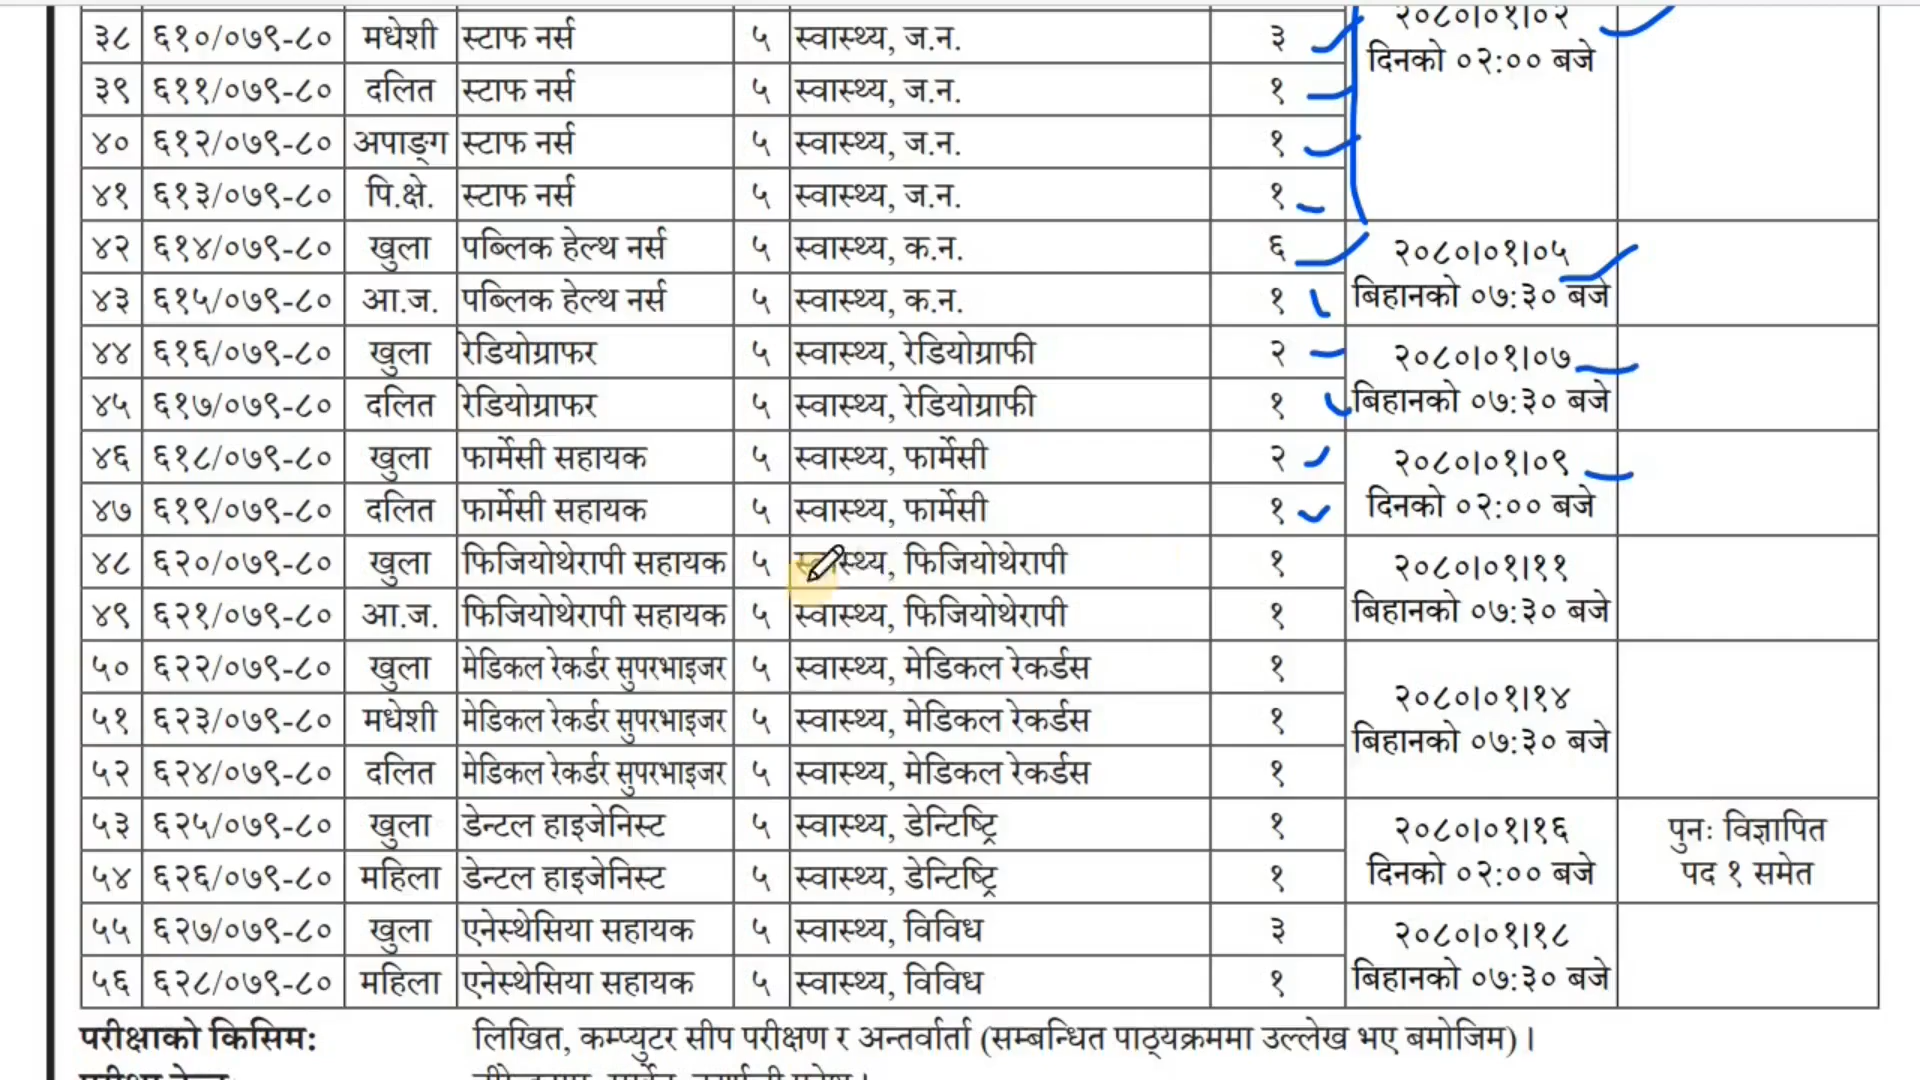 २०८०।०१।०२
दिनको ०२:०० बजे
३८ ६१०/०७९-८० मधेशी स्टाफ नर्स ५ स्वास्थ्य, ज.न. ३
३९ ६११/०७९-८० दलित स्टाफ नर्स ५ स्वास्थ्य, ज.न. १
४० ६१२/०७९-८० अपाङ्ग स्टाफ नर्स ५ स्वास्थ्य, ज.न. १
४१ ६१३/०७९-८० पि.क्षे. स्टाफ नर्स ५ स्वास्थ्य, ज.न. १
४२ ६१४/०७९-८० खुला पब्लिक हेल्थ नर्स ५ स्वास्थ्य, क.न. ६ २०८०।०१।०५
४३ ६१५/०७९-८० आ.ज. पब्लिक हेल्थ नर्स ५ स्वास्थ्य, क.न. १ बिहानको ०७:३० बजे
४४ ६१६/०७९-८० खुला रेडियोग्राफर ५ स्वास्थ्य, रेडियोग्राफी २ २०८०।०१।०७
४५ ६१७/०७९-८० दलित रेडियोग्राफर ५ स्वास्थ्य, रेडियोग्राफी १ बिहानको ०७:३० बजे
४६ ६१८/०७९-८० खुला फार्मेसी सहायक ५ स्वास्थ्य, फार्मेसी २ २०८०।०१।०९
४७ ६१९/०७९-८० दलित फार्मेसी सहायक ५ स्वास्थ्य, फार्मेसी १ दिनको ०२:०० बजे
४८ ६२०/०७९-८० खुला फिजियोथेरापी सहायक ५ स्वास्थ्य, फिजियोथेरापी १ २०८०।०१।११
४९ ६२१/०७९-८० आ.ज. फिजियोथेरापी सहायक ५ स्वास्थ्य, फिजियोथेरापी १ बिहानको ०७:३० बजे
५० ६२२/०७९-८० खुला मेडिकल रेकर्डर सुपरभाइजर ५ स्वास्थ्य, मेडिकल रेकर्डस १
२०८०।०१।१४
५१ ६२३/०७९-८० मधेशी मेडिकल रेकर्डर सुपरभाइजर ५ स्वास्थ्य, मेडिकल रेकर्डस १
बिहानको ०७:३० बजे
५२ ६२४/०७९-८० दलित मेडिकल रेकर्डर सुपरभाइजर ५ स्वास्थ्य, मेडिकल रेकर्डस १
५३ ६२५/०७९-८० खुला डेन्टल हाइजेनिस्ट ५ स्वास्थ्य, डेन्टिष्ट्रि १ २०८०।०१।१६ पुनः विज्ञापित
५४ ६२६/०७९-८० महिला डेन्टल हाइजेनिस्ट ५ स्वास्थ्य, डेन्टिष्ट्रि १ दिनको ०२:०० बजे पद १ समेत
५५ ६२७/०७९-८० खुला एनेस्थेसिया सहायक ५ स्वास्थ्य, विविध ३ २०८०।०१।१८
५६ ६२८/०७९-८० महिला एनेस्थेसिया सहायक ५ स्वास्थ्य, विविध १ बिहानको ०७:३० बजे
परीक्षाको किसिम: लिखित, कम्प्युटर सीप परीक्षण र अन्तर्वार्ता (सम्बन्धित पाठ्यक्रममा उल्लेख भए बमोजिम) ।